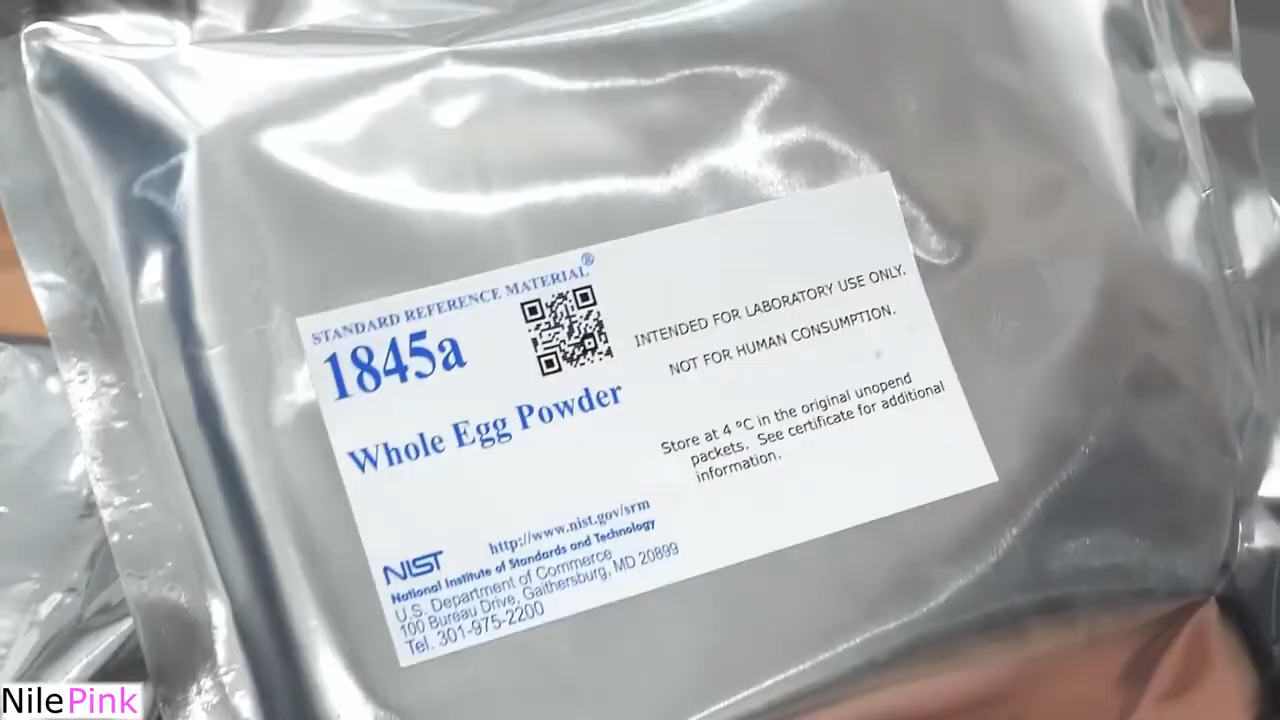 STANDARD REFERENCE MATERIAL®
1845a
Whole Egg Powder
INTENDED FOR LABORATORY USE ONLY.
NOT FOR HUMAN CONSUMPTION.
Store at 4 ºC in the original unopend
packets. See certificate for additional
information.
http://www.nist.gov/srm
NIST
National Institute of Standards and Technology
U.S. Department of Commerce
100 Bureau Drive, Gaithersburg, MD 20899
Tel. 301-975-2200
NilePink